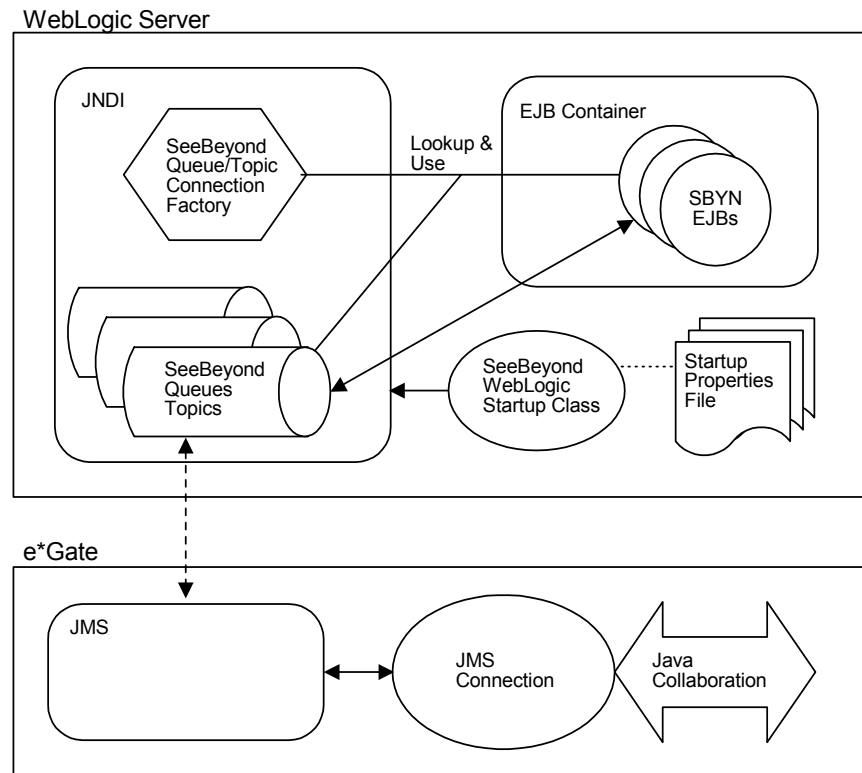 WebLogic Server
JNDI
SeeBeyond
Queue/Topic
Connection
Factory
Lookup &
Use
EJB Container
SBYN
EJBs
SeeBeyond
Queues
Topics
SeeBeyond
WebLogic
Startup Class
Startup
Properties
File
e*Gate
JMS
JMS
Connection
Java
Collaboration